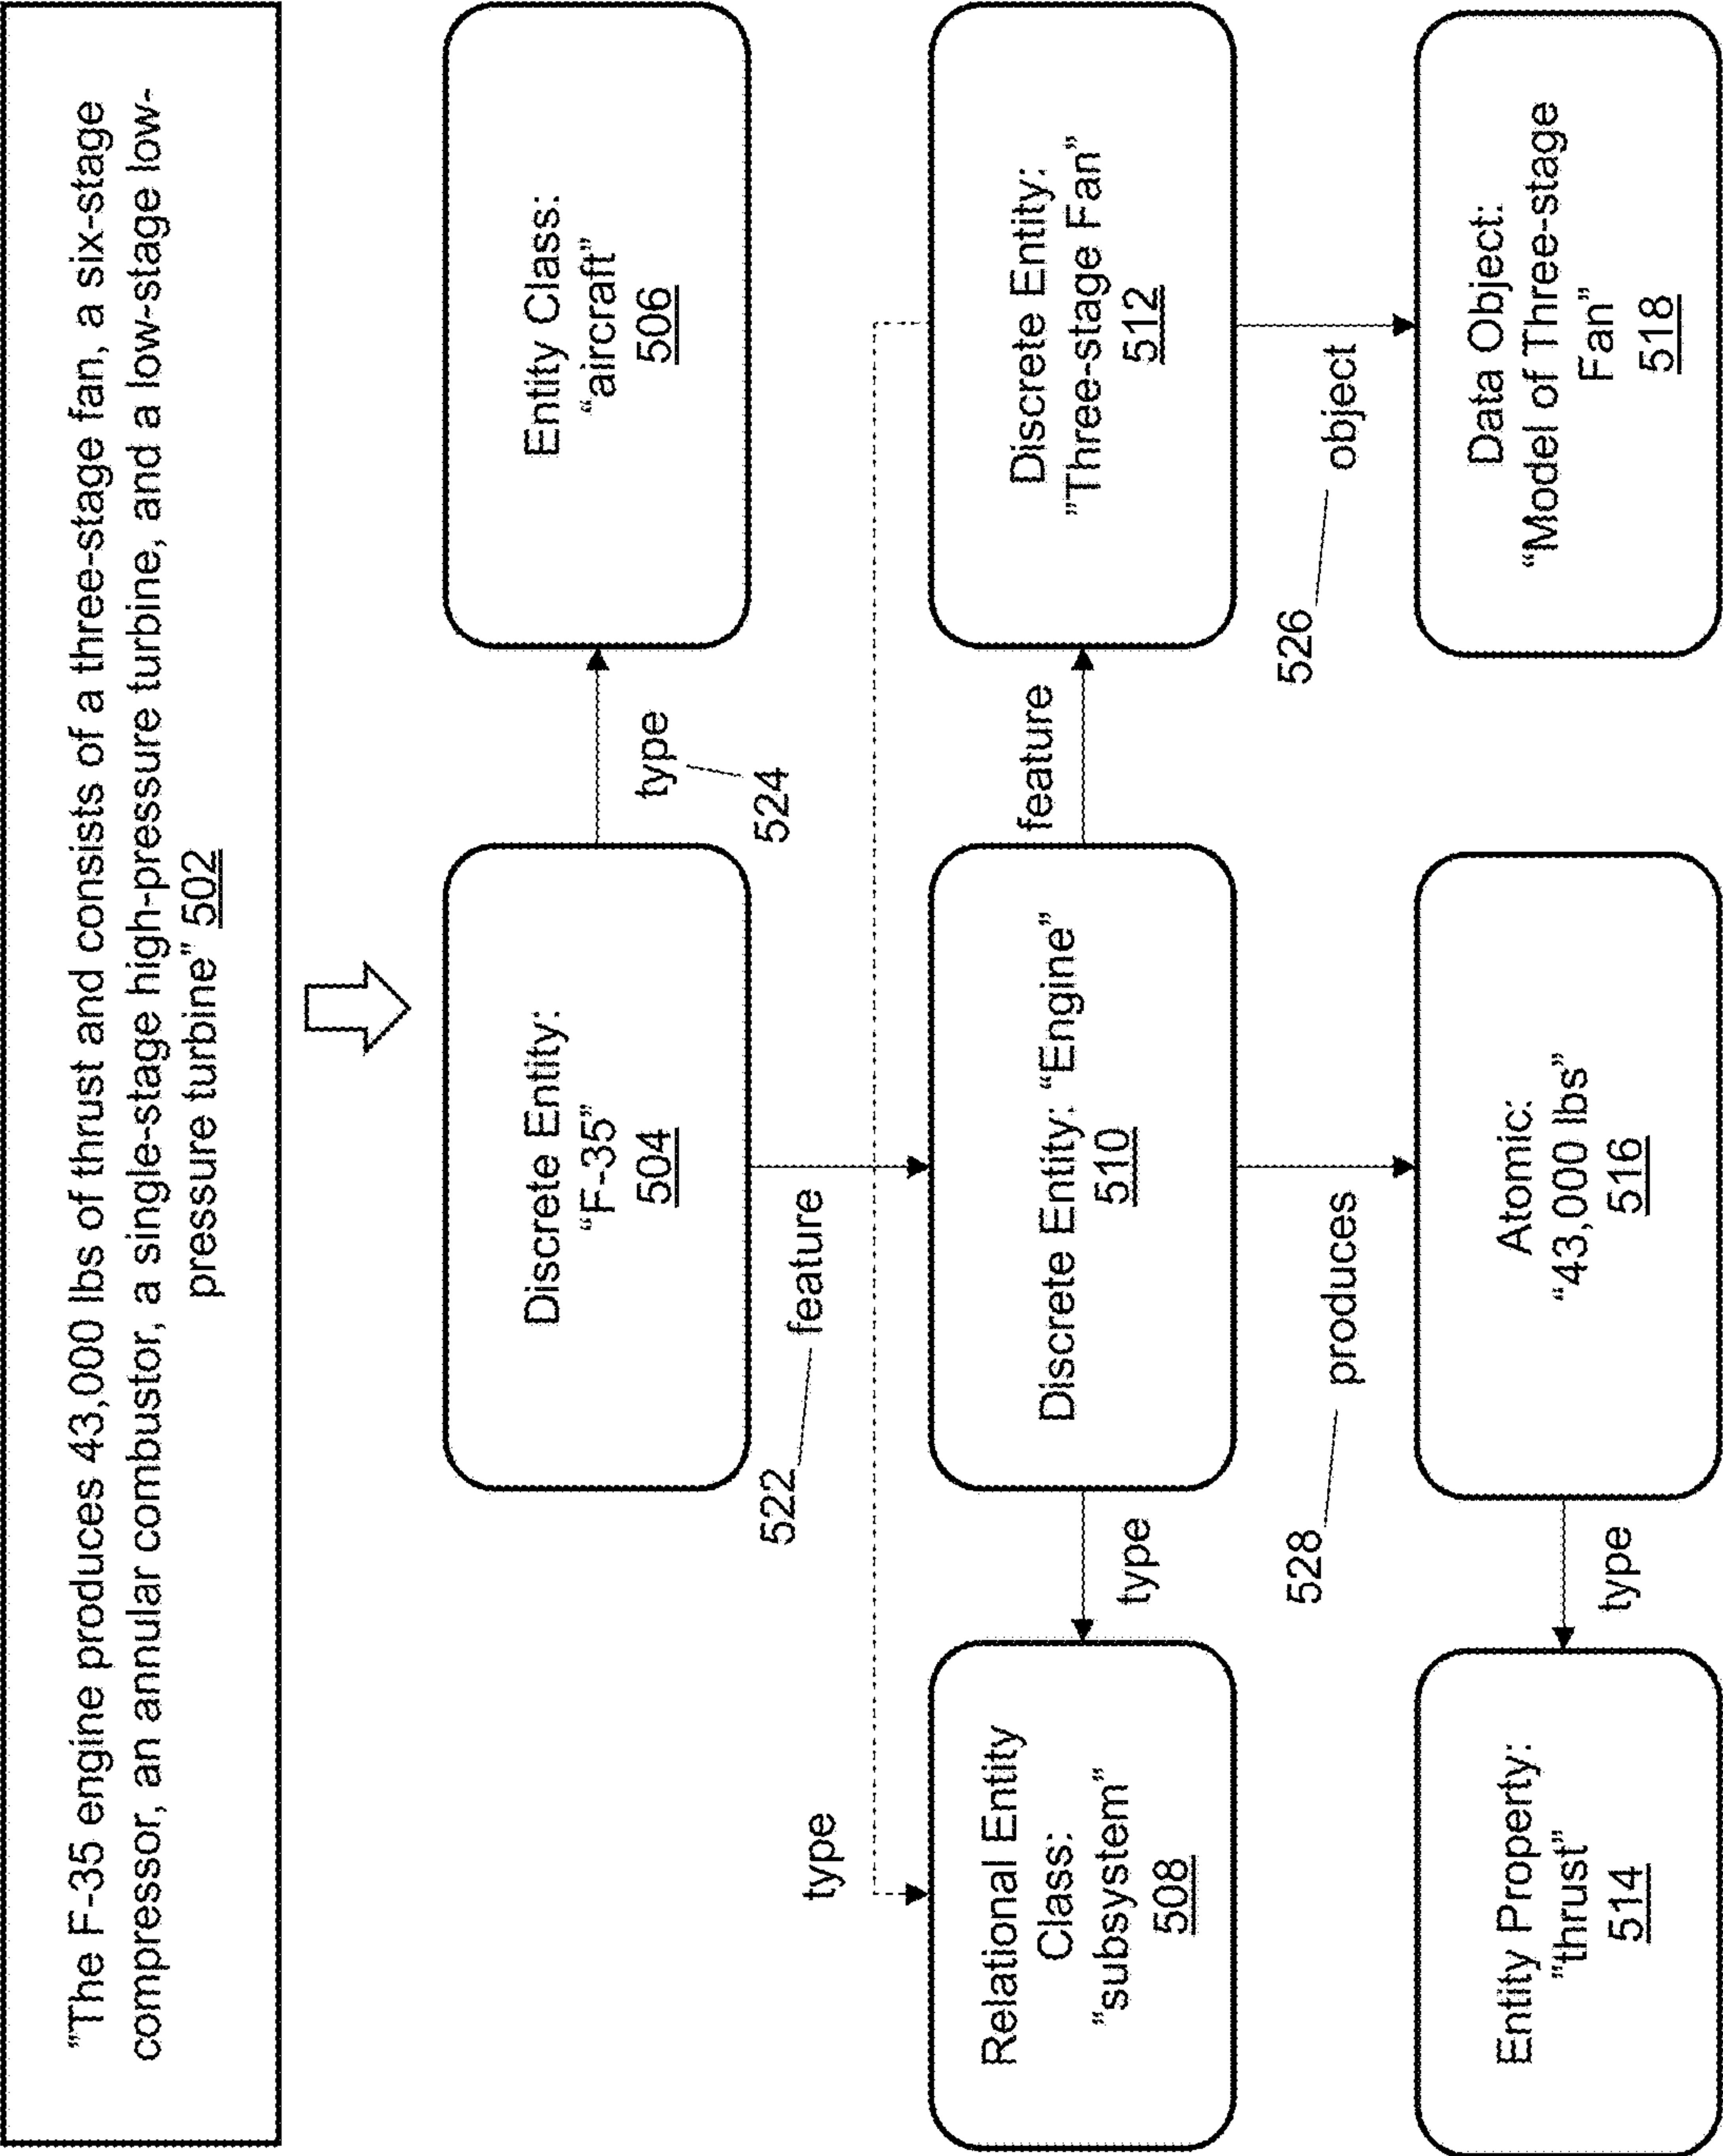 ”The F-35 engine produces 43,000 lbs of thrust and consists of a three-stage fan, a six-stage
compressor, an annular combustor, a single-stage high-pressure turbine, and a low-stage low-
pressure turbine” 502
Discrete Entity:
“F-35”
504
type
524
Entity Class:
“aircraft”
506
522
feature
type
Relational Entity
Class:
”subsystem”
508
type
Discrete Entity: “Engine”
510
feature
Discrete Entity:
”Three-stage Fan”
512
528
produces
526
object
Entity Property:
”thrust”
514
type
Atomic:
“43,000 lbs”
516
Data Object:
“Model of Three-stage
Fan”
518